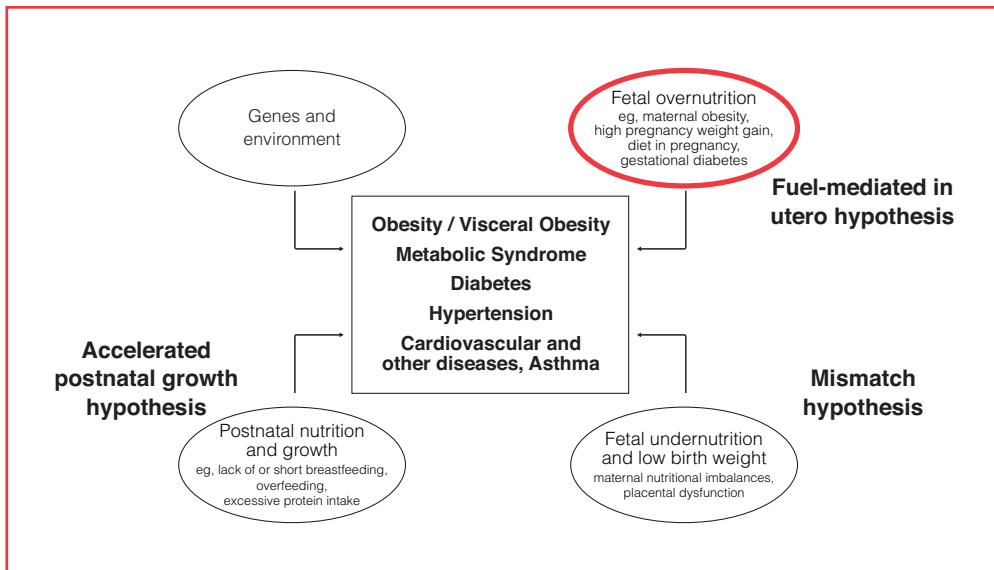 Genes and
environment
Fetal overnutrition
eg, maternal obesity,
high pregnancy weight gain,
diet in pregnancy,
gestational diabetes
Fuel-mediated in
utero hypothesis
Obesity / Visceral Obesity
Metabolic Syndrome
Diabetes
Hypertension
Cardiovascular and
other diseases, Asthma
Accelerated
postnatal growth
hypothesis
Mismatch
hypothesis
Postnatal nutrition
and growth
eg, lack of or short breastfeeding,
overfeeding,
excessive protein intake
Fetal undernutrition
and low birth weight
maternal nutritional imbalances,
placental dysfunction